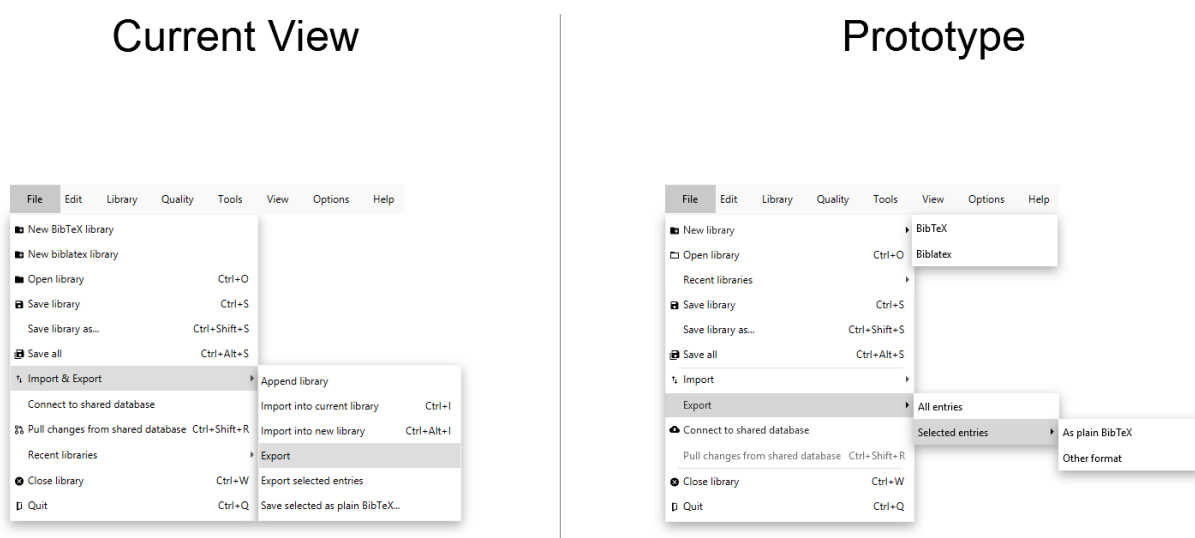 Current View
File Edit Library Quality Tools View Options Help
New BibTeX library
New biblatex library
Open library Ctrl+O
Save library Ctrl+S
Save library as... Ctrl+Shift+S
Save all Ctrl+Alt+S
Import & Export
Connect to shared database
Pull changes from shared database Ctrl+Shift+R
Recent libraries
Close library Ctrl+W
Quit Ctrl+Q
Append library
Import into current library Ctrl+I
Import into new library Ctrl+Alt+I
Export
Export selected entries
Save selected as plain BibTeX...
Prototype
File Edit Library Quality Tools View Options Help
New library
Open library Ctrl+O
Recent libraries
Save library Ctrl+S
Save library as... Ctrl+Shift+S
Save all Ctrl+Alt+S
Import
Export
Connect to shared database
Pull changes from shared database Ctrl+Shift+R
Close library Ctrl+W
Quit Ctrl+Q
BibTeX
Biblatex
All entries
Selected entries
As plain BibTeX
Other format